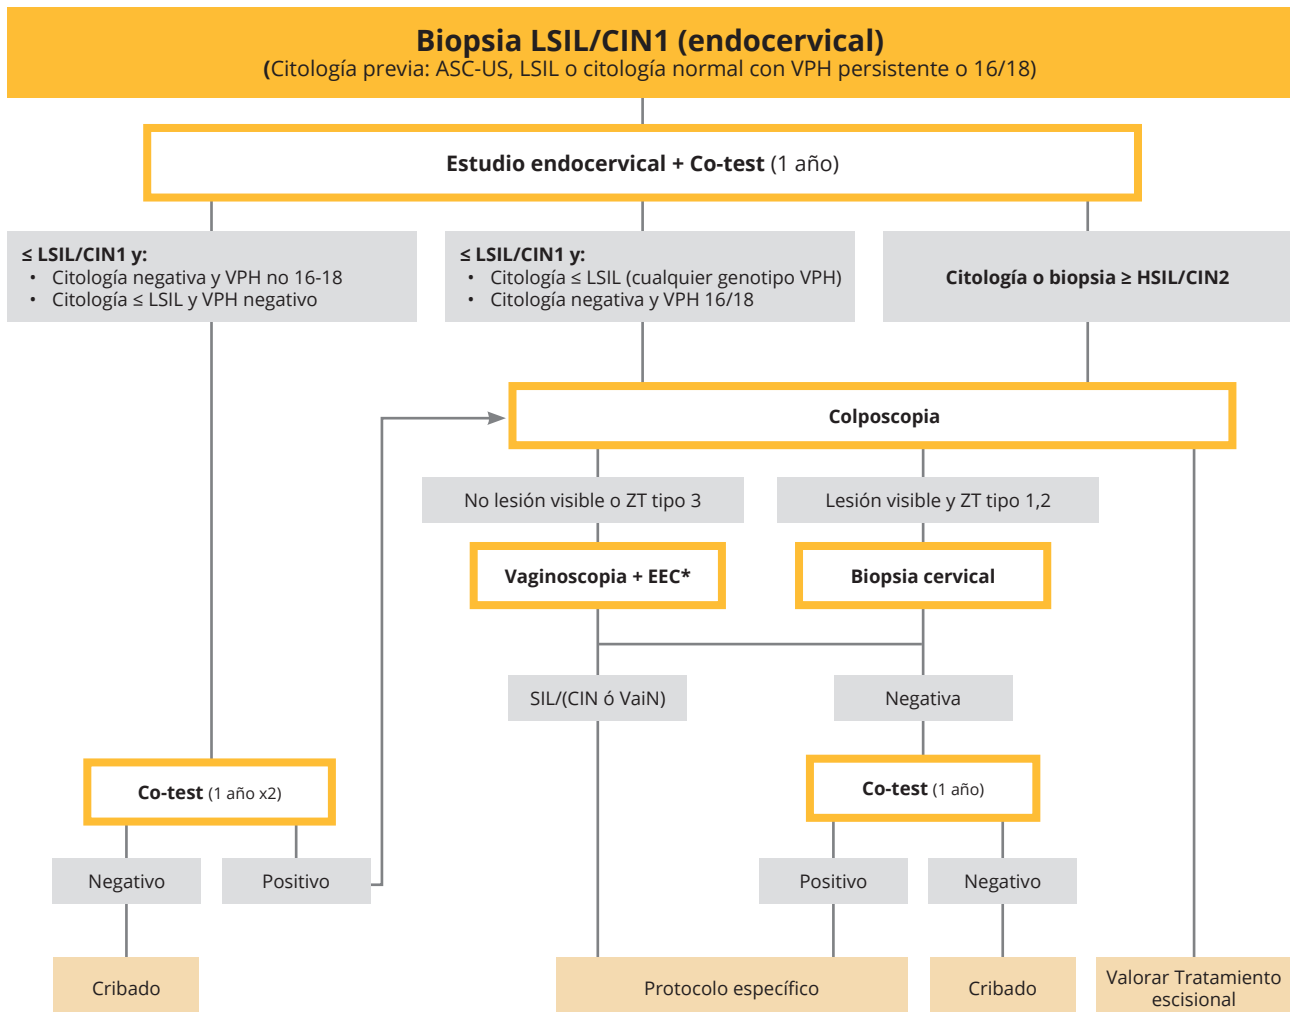 Biopsia LSIL/CIN1 (endocervical)
(Citología previa: ASC-US, LSIL o citología normal con VPH persistente o 16/18)
Estudio endocervical + Co-test (1 año)
≤ LSIL/CIN1 y:
• Citología negativa y VPH no 16-18
• Citología ≤ LSIL y VPH negativo
≤ LSIL/CIN1 y:
• Citología ≤ LSIL (cualquier genotipo VPH)
• Citología negativa y VPH 16/18
Citología o biopsia ≥ HSIL/CIN2
Colposcopia
No lesión visible o ZT tipo 3
Lesión visible y ZT tipo 1,2
Vaginoscopia + EEC*
Biopsia cervical
SIL/(CIN ó VaiN)
Negativa
Co-test (1 año x2)
Co-test (1 año)
Negativo
Positivo
Positivo
Negativo
Cribado
Protocolo específico
Cribado
Valorar Tratamiento
escisional